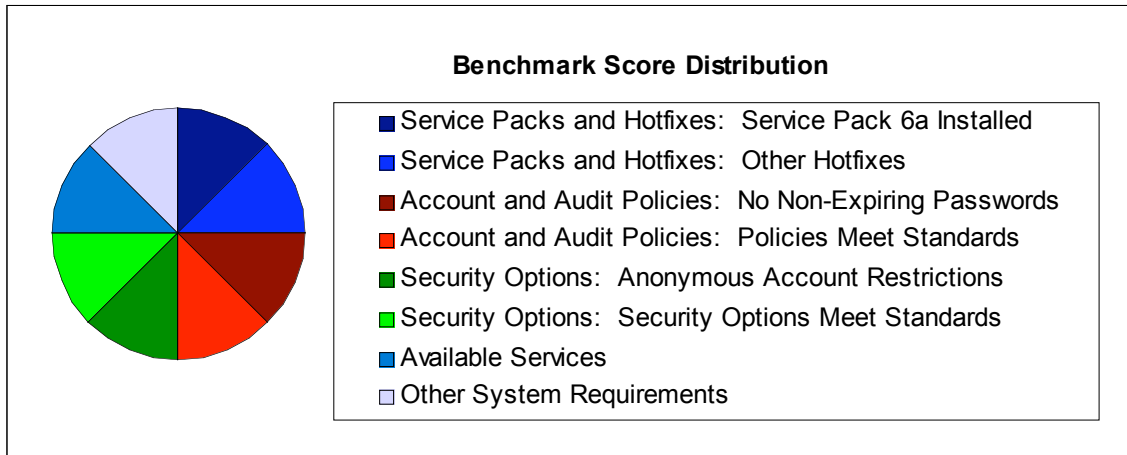 Benchmark Score Distribution
Service Packs and Hotfixes: Service Pack 6a Installed
Service Packs and Hotfixes: Other Hotfixes
Account and Audit Policies: No Non-Expiring Passwords
Account and Audit Policies: Policies Meet Standards
Security Options: Anonymous Account Restrictions
Security Options: Security Options Meet Standards
Available Services
Other System Requirements